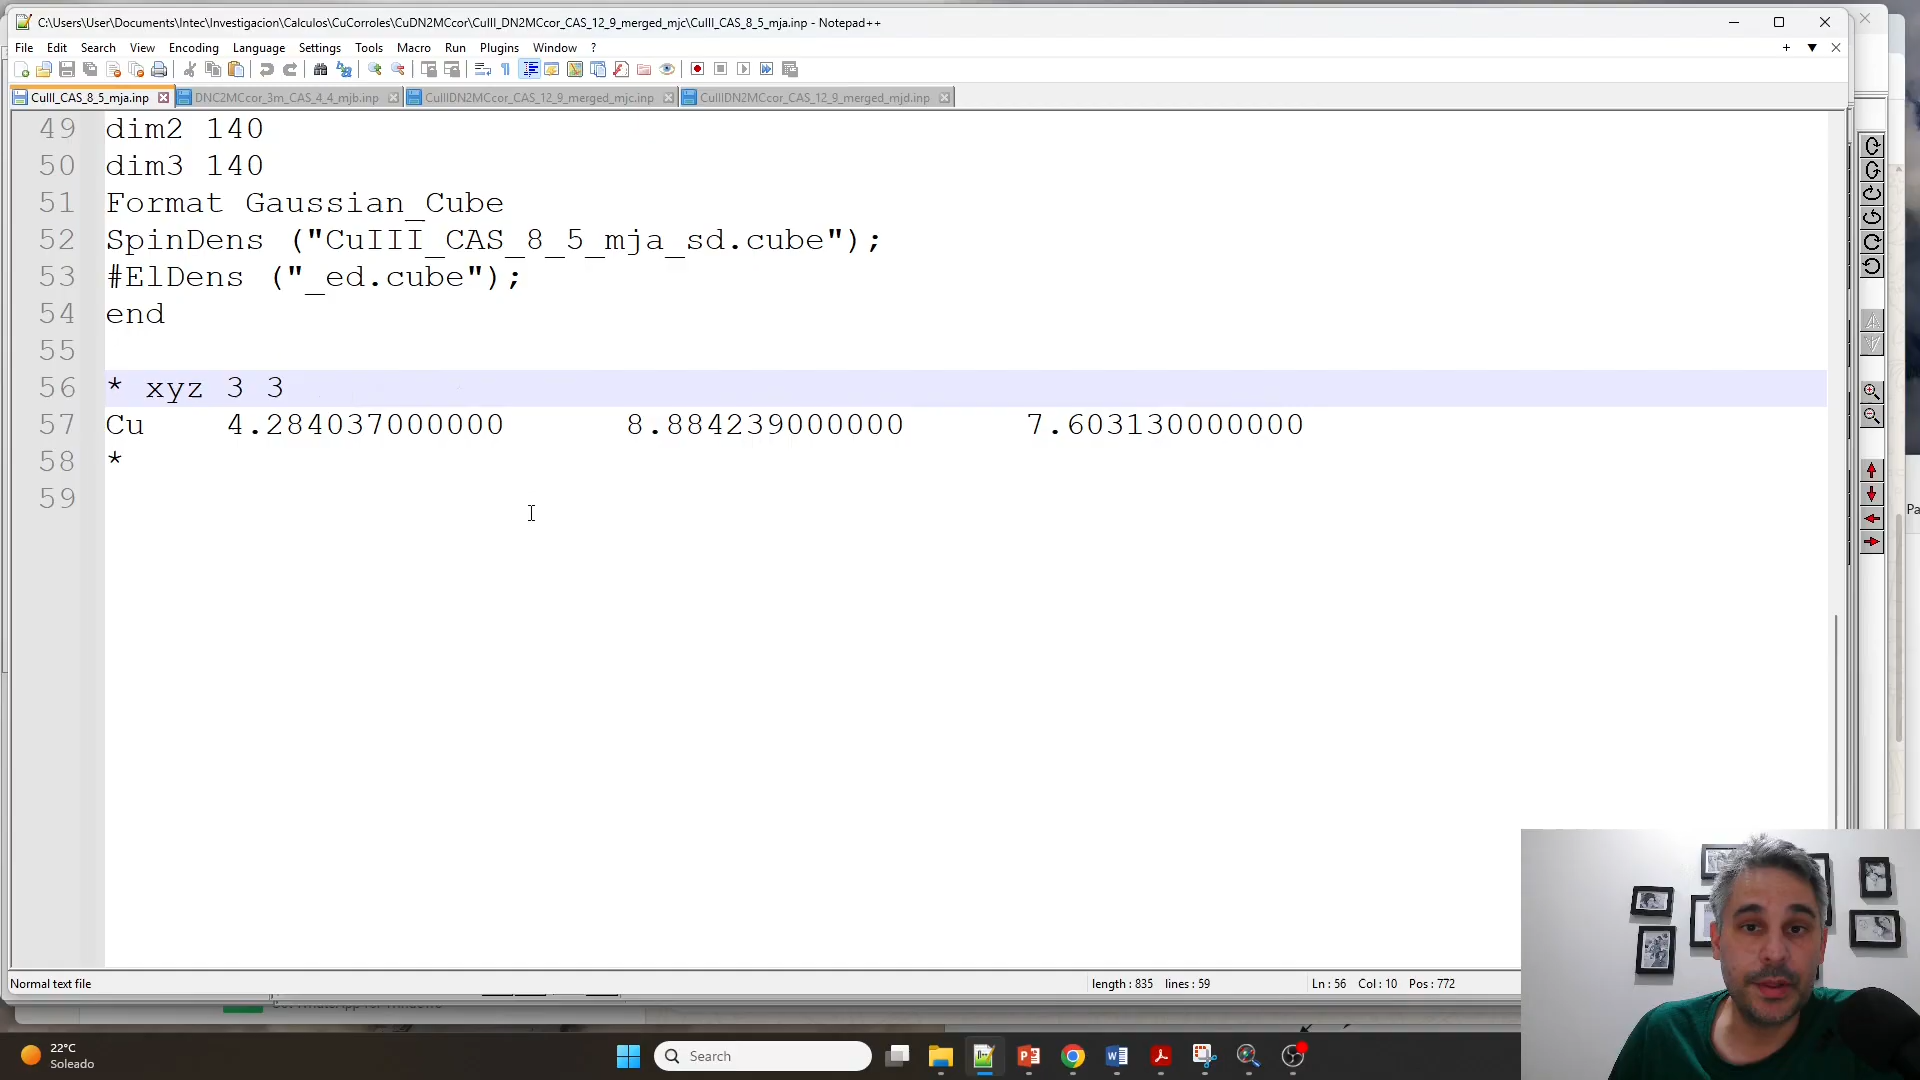 C:\Users\User\Documents\Intec\Investigacion\Calculos\CuCorroles\CuDN2MCcor\CuIII_DN2MCcor_CAS_12_9_merged_mjc\CuIII_CAS_8_5_mja.inp - Notepad++
File Edit Search View Encoding Language Settings Tools Macro Run Plugins Window ?
CuIII_CAS_8_5_mja.inp DNC2MCcor_3m_CAS_4_4_mjb.inp CuIIIDN2MCcor_CAS_12_9_merged_mjc.inp CuIIIDN2MCcor_CAS_12_9_merged_mjd.inp
49 dim2 140
50 dim3 140
51 Format Gaussian_Cube
52 SpinDens ("CuIII_CAS_8_5_mja_sd.cube");
53 #ElDens ("_ed.cube");
54 end
55
56 * xyz 3 3
57 Cu 4.284037000000 8.884239000000 7.603130000000
58 *
59
Pa
Normal text file length : 835 lines : 59 Ln : 56 Col : 10 Pos : 772
22°C
Soleado
Search